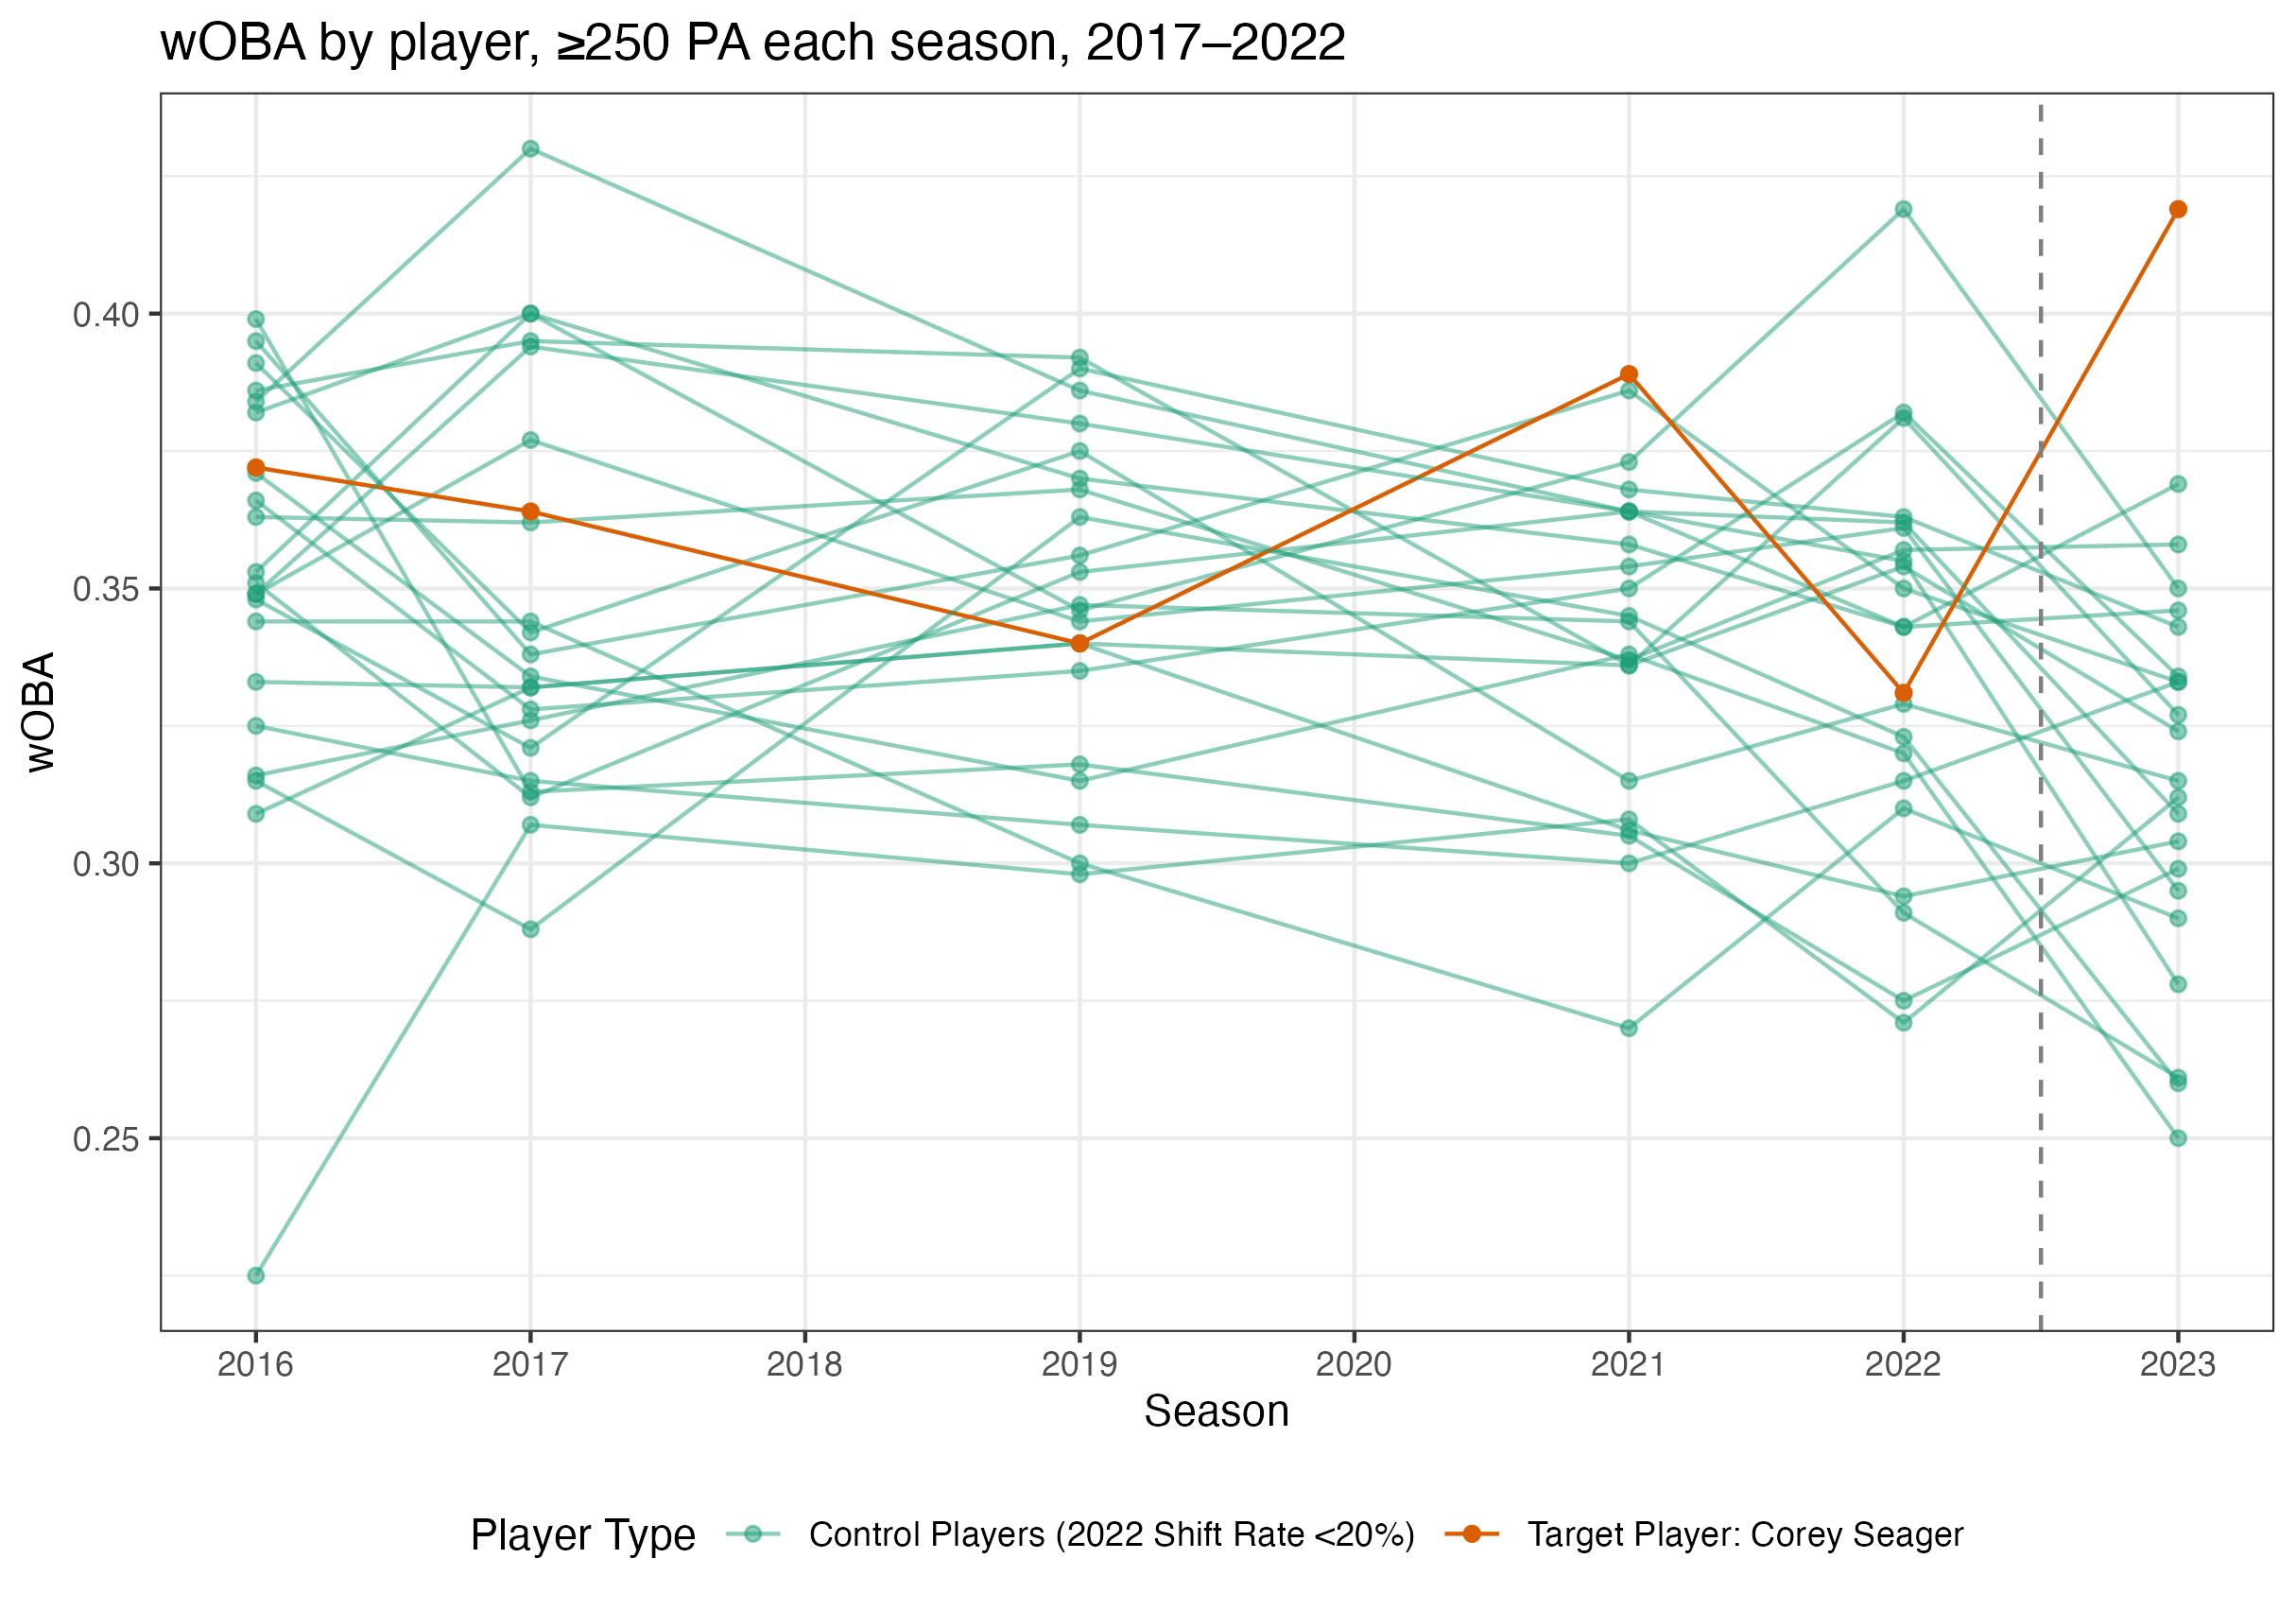 wOBA by player, ≥250 PA each season, 2017–2022
wOBA
0.40
0.35
0.30
0.25
2016 2017 2018 2019 2020 2021 2022 2023
Season
Player Type Control Players (2022 Shift Rate <20%) Target Player: Corey Seager